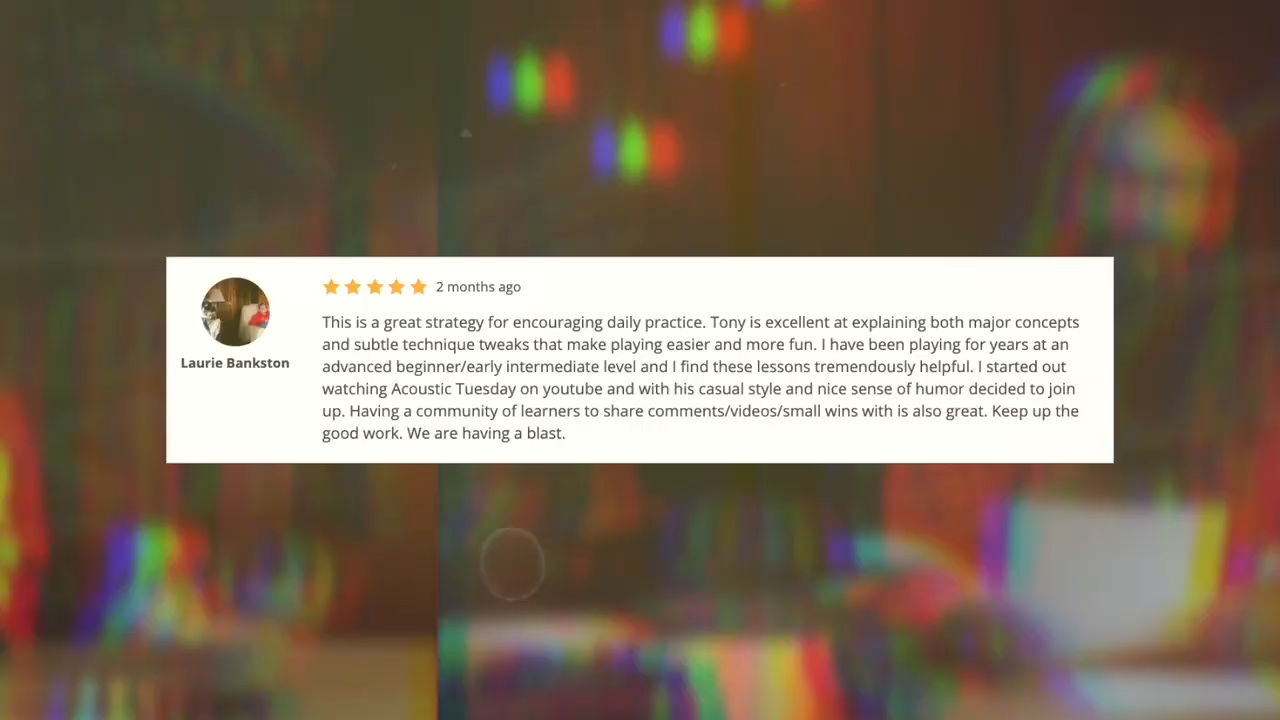 2 months ago
This is a great strategy for encouraging daily practice. Tony is excellent at explaining both major concepts
and subtle technique tweaks that make playing easier and more fun. I have been playing for years at an
advanced beginner/early intermediate level and I find these lessons tremendously helpful. I started out
watching Acoustic Tuesday on youtube and with his casual style and nice sense of humor decided to join
up. Having a community of learners to share comments/videos/small wins with is also great. Keep up the
good work. We are having a blast.
Laurie Bankston